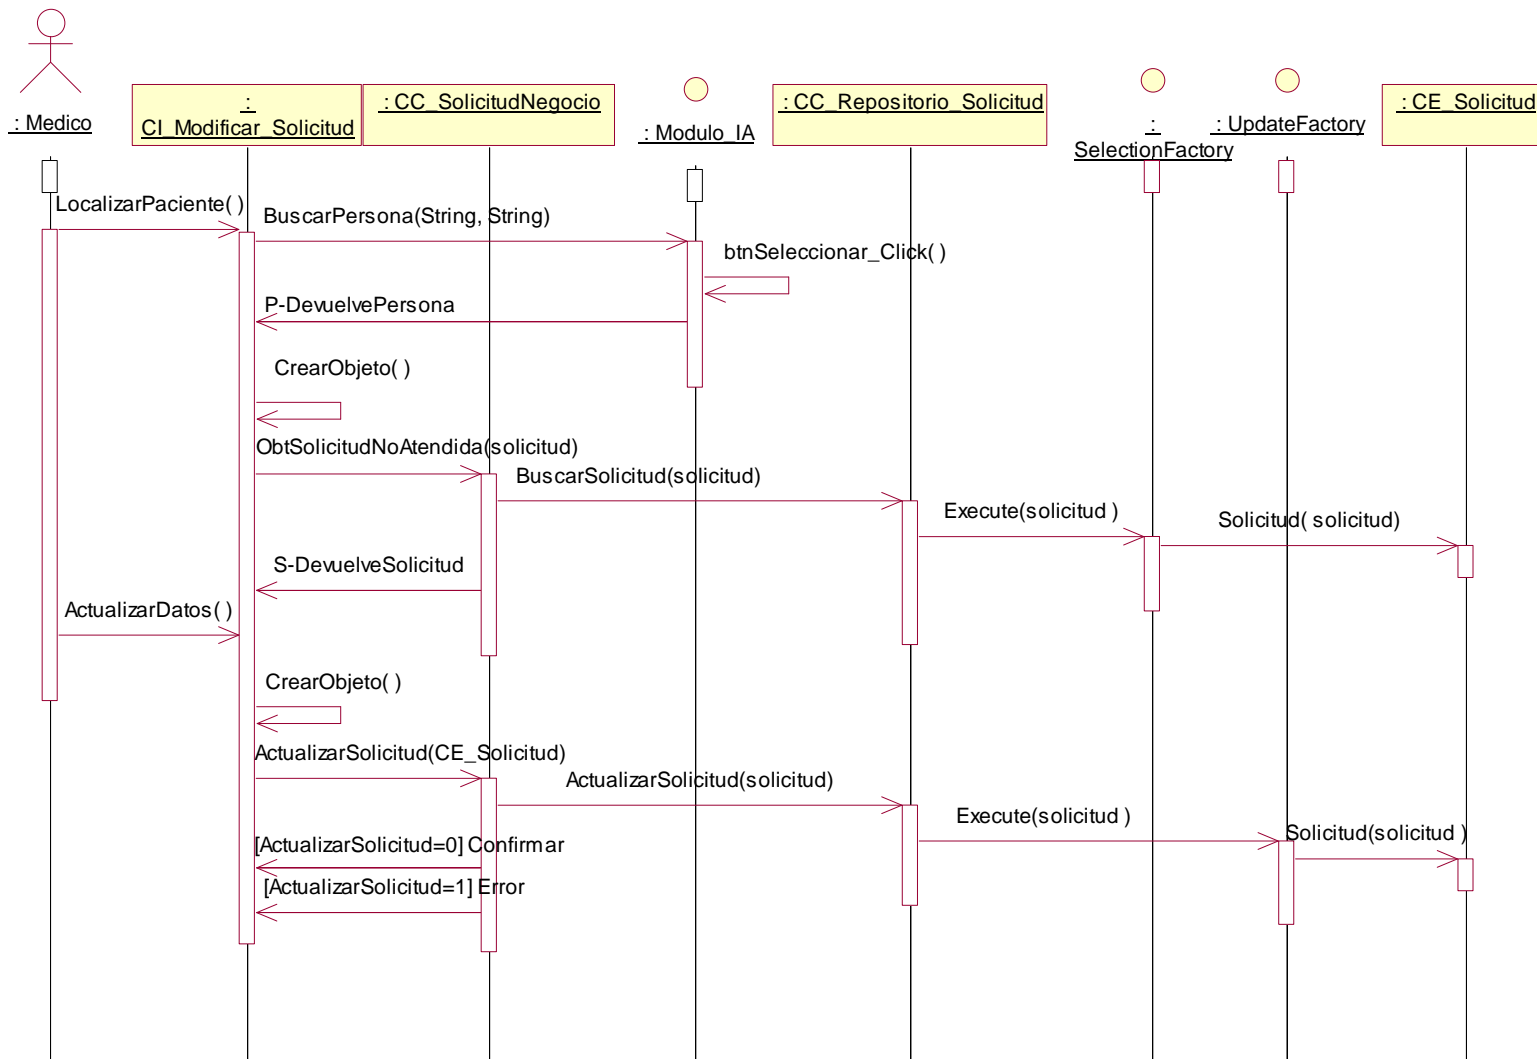 : Medico
:
CI_Modificar_Solicitud
: CC_SolicitudNegocio
: Modulo_IA
: CC_Repositorio_Solicitud
:
SelectionFactory
: UpdateFactory
: CE_Solicitud
LocalizarPaciente( )
BuscarPersona(String, String)
btnSeleccionar_Click( )
P-DevuelvePersona
CrearObjeto( )
ObtSolicitudNoAtendida(solicitud)
BuscarSolicitud(solicitud)
Execute(solicitud )
Solicitud( solicitud)
S-DevuelveSolicitud
ActualizarDatos( )
CrearObjeto( )
ActualizarSolicitud(CE_Solicitud)
ActualizarSolicitud(solicitud)
Execute(solicitud )
Solicitud(solicitud )
[ActualizarSolicitud=0] Confirmar
[ActualizarSolicitud=1] Error